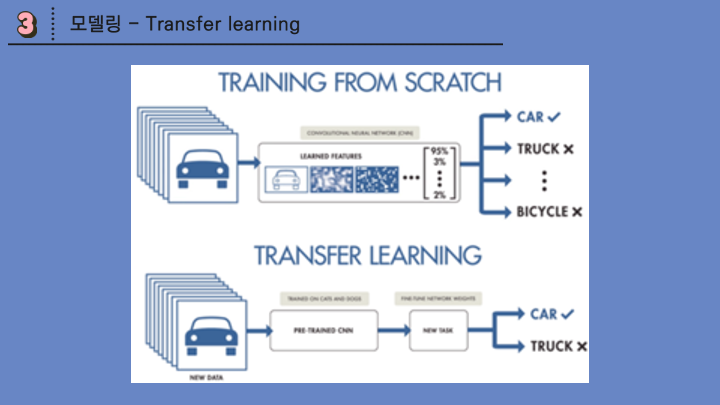 3 모델링 - Transfer learning
TRAINING FROM SCRATCH
CONVOLUTIONAL NEURAL NETWORK (CNN)
LEARNED FEATURES
95%
3%
2%
CAR ✓
TRUCK ×
BICYCLE ×
TRANSFER LEARNING
TRAINED ON CATS AND DOGS
FINE-TUNE NETWORK WEIGHTS
PRE-TRAINED CNN
NEW TASK
CAR ✓
TRUCK ×
NEW DATA